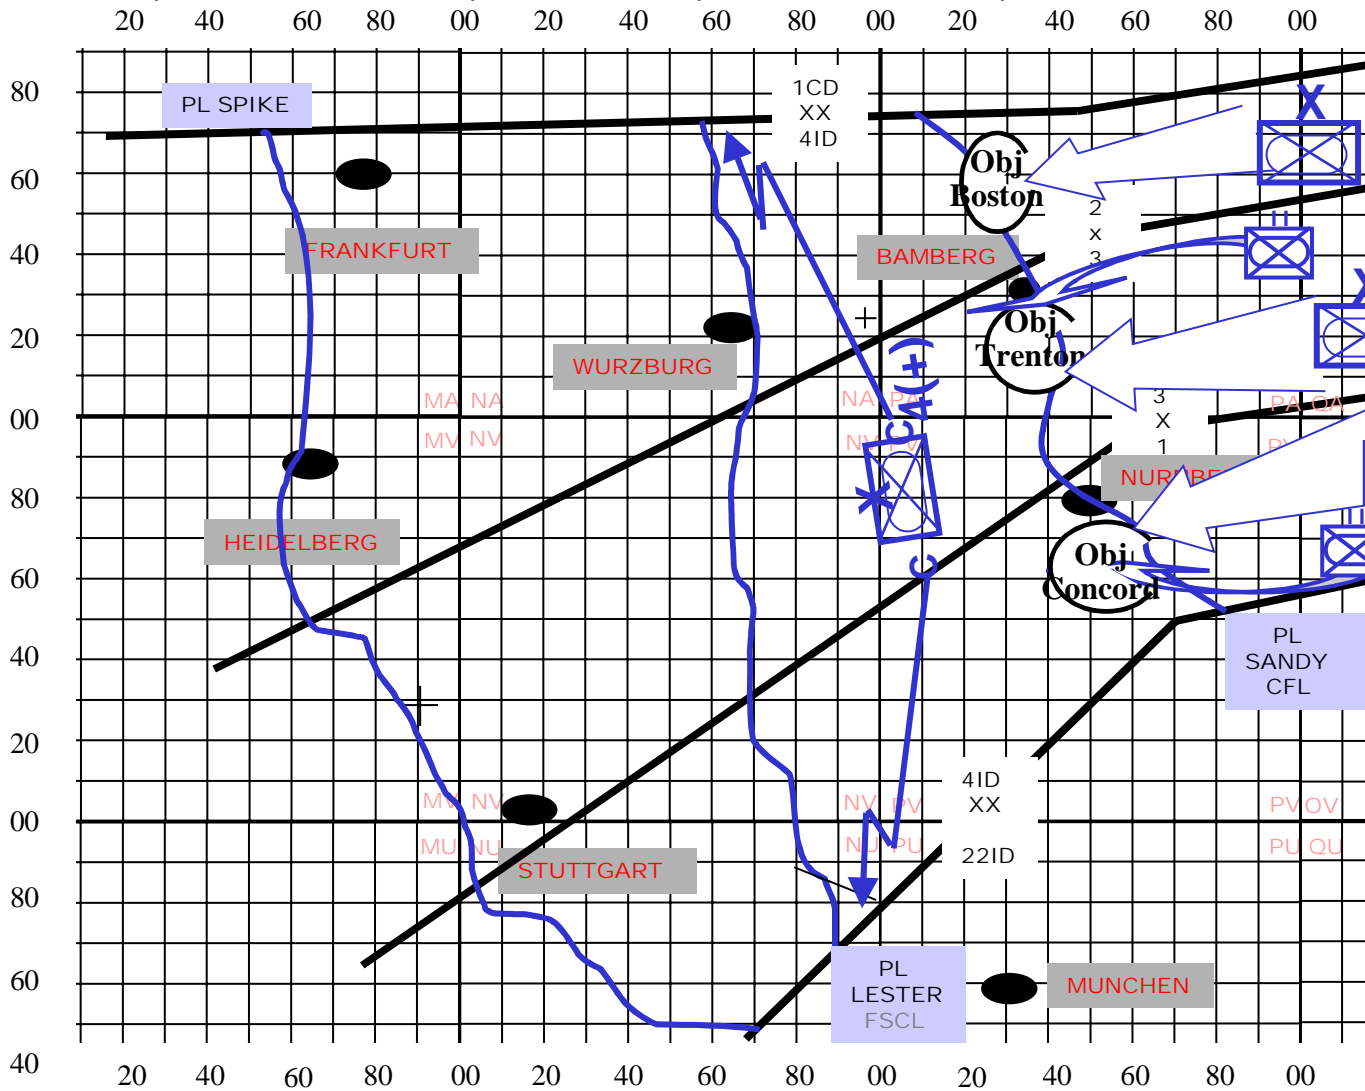 20 40 60 80 00 20 40 60 80 00 20 40 60 80 00
80
PL SPIKE
1CD
XX
4ID
X
60
Obj
Boston
2
x
3
40
FRANKFURT
BAMBERG
20
WURZBURG
Obj
Trenton
00
MA NA
NA PA
PA QA
MV NV
NV PV
C4(+)
C
3
X
1
80
HEIDELBERG
60
C
Obj
Concord
40
PL
SANDY
CFL
20
4ID
XX
22ID
00
MV NV
NV PV
PV QV
MU NU
NU PU
PU QU
80
STUTTGART
60
PL
LESTER
FSCL
MUNCHEN
40
20 40 60 80 00 20 40 60 80 00 20 40 60 80 00